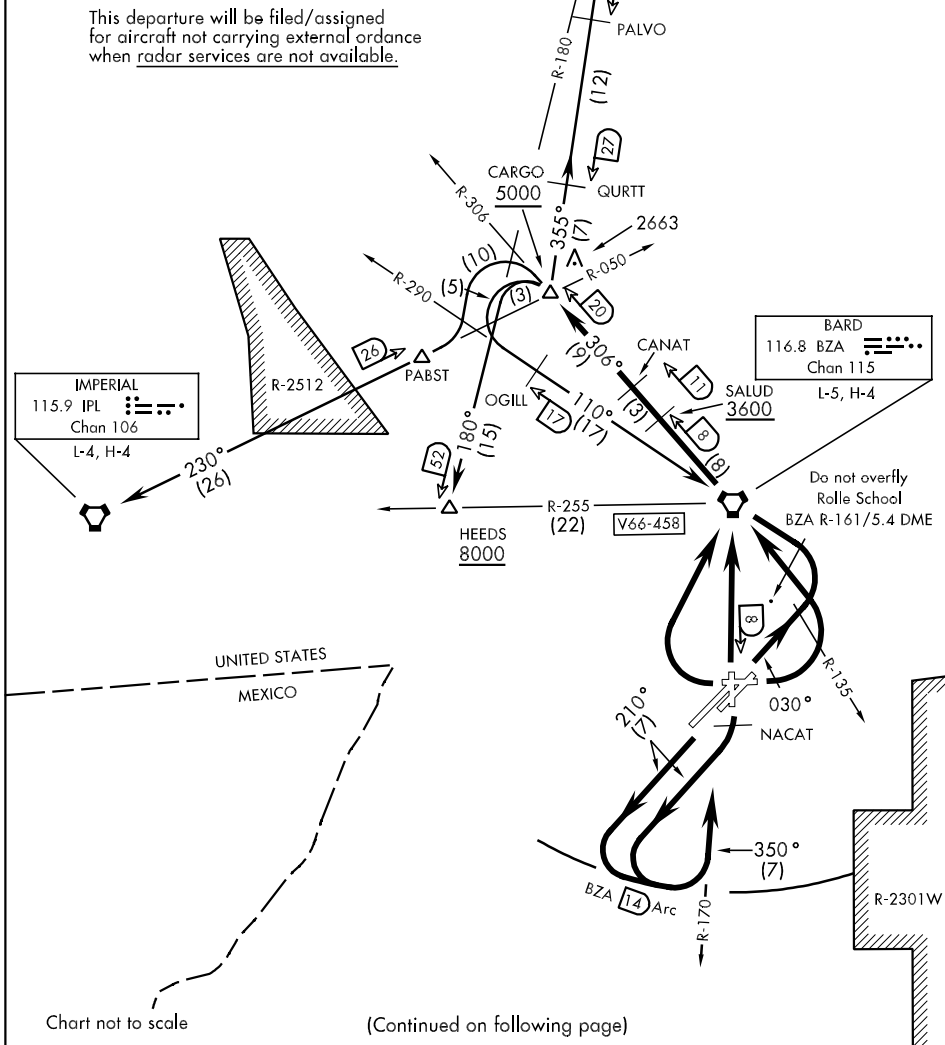 This departure will be filed/assigned
for aircraft not carrying external ordance
when radar services are not available.
PALVO
R-180
(12)
27
CARGO
5000
QURTT
R-306
355°
(7)
2663
R-050
(10)
R-290
(5)
(3)
20
BARD
116.8 BZA
Chan 115
L-5, H-4
306°
(9)
CANAT
11
26
PABST
R-2512
IMPERIAL
115.9 IPL
Chan 106
L-4, H-4
OGILL
17
110°
(17)
(3)
SALUD
3600
8
(8)
180°
(15)
52
230°
(26)
Do not overfly
Rolle School
BZA R-161/5.4 DME
R-255
(22)
V66-458
HEEDS
8000
8
UNITED STATES
MEXICO
R-135
030°
210°
(7)
NACAT
350°
(7)
BZA 14 Arc
R-170
R-2301W
Chart not to scale
(Continued on following page)